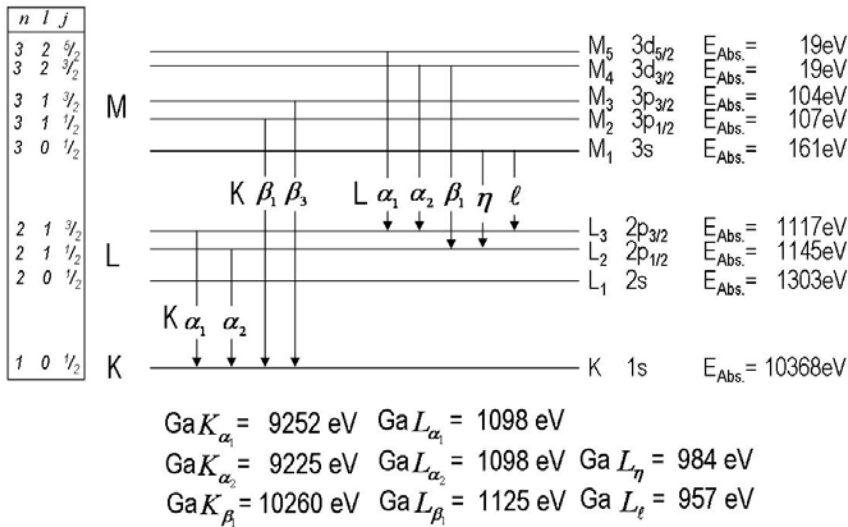 n l j
3 2 5/2 M5 3d5/2 EAbs. = 19eV
3 2 3/2 M4 3d3/2 EAbs. = 19eV
3 1 3/2 M M3 3p3/2 EAbs. = 104eV
3 1 1/2 M2 3p1/2 EAbs. = 107eV
3 0 1/2 M1 3s EAbs. = 161eV
K β1 β3 L α1 α2 β1 η ℓ
2 1 3/2 L3 2p3/2 EAbs. = 1117eV
2 1 1/2 L L2 2p1/2 EAbs. = 1145eV
2 0 1/2 L1 2s EAbs. = 1303eV
K α1 α2
1 0 1/2 K K 1s EAbs. = 10368eV
Ga Kα1 = 9252 eV Ga Lα1 = 1098 eV
Ga Kα2 = 9225 eV Ga Lα2 = 1098 eV Ga Lη = 984 eV
Ga Kβ1 = 10260 eV Ga Lβ1 = 1125 eV Ga Lℓ = 957 eV